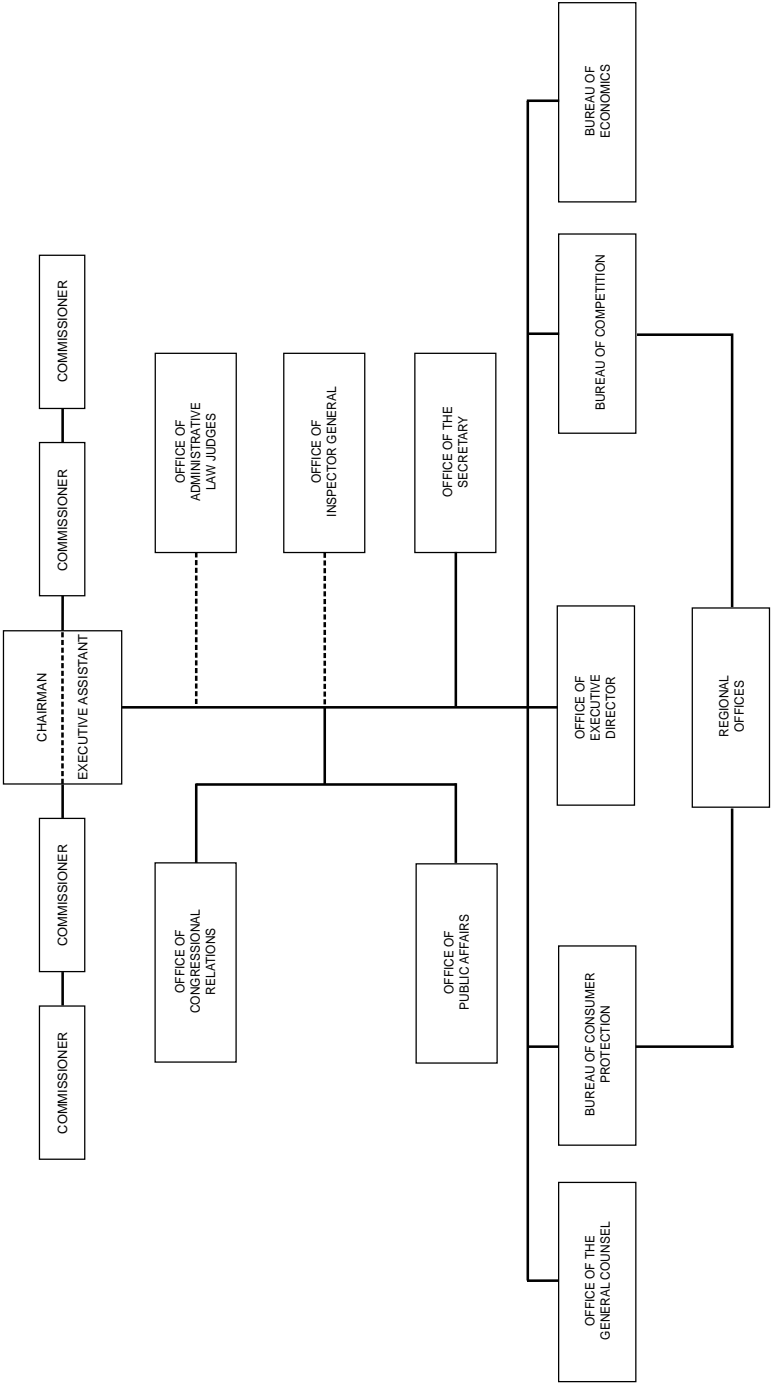 COMMISSIONER
COMMISSIONER
CHAIRMAN
EXECUTIVE ASSISTANT
COMMISSIONER
COMMISSIONER
OFFICE OF
CONGRESSIONAL
RELATIONS
OFFICE OF
ADMINISTRATIVE
LAW JUDGES
OFFICE OF
INSPECTOR GENERAL
OFFICE OF
PUBLIC AFFAIRS
OFFICE OF THE
SECRETARY
OFFICE OF THE
GENERAL COUNSEL
BUREAU OF CONSUMER
PROTECTION
OFFICE OF
EXECUTIVE
DIRECTOR
BUREAU OF COMPETITION
BUREAU OF
ECONOMICS
REGIONAL
OFFICES